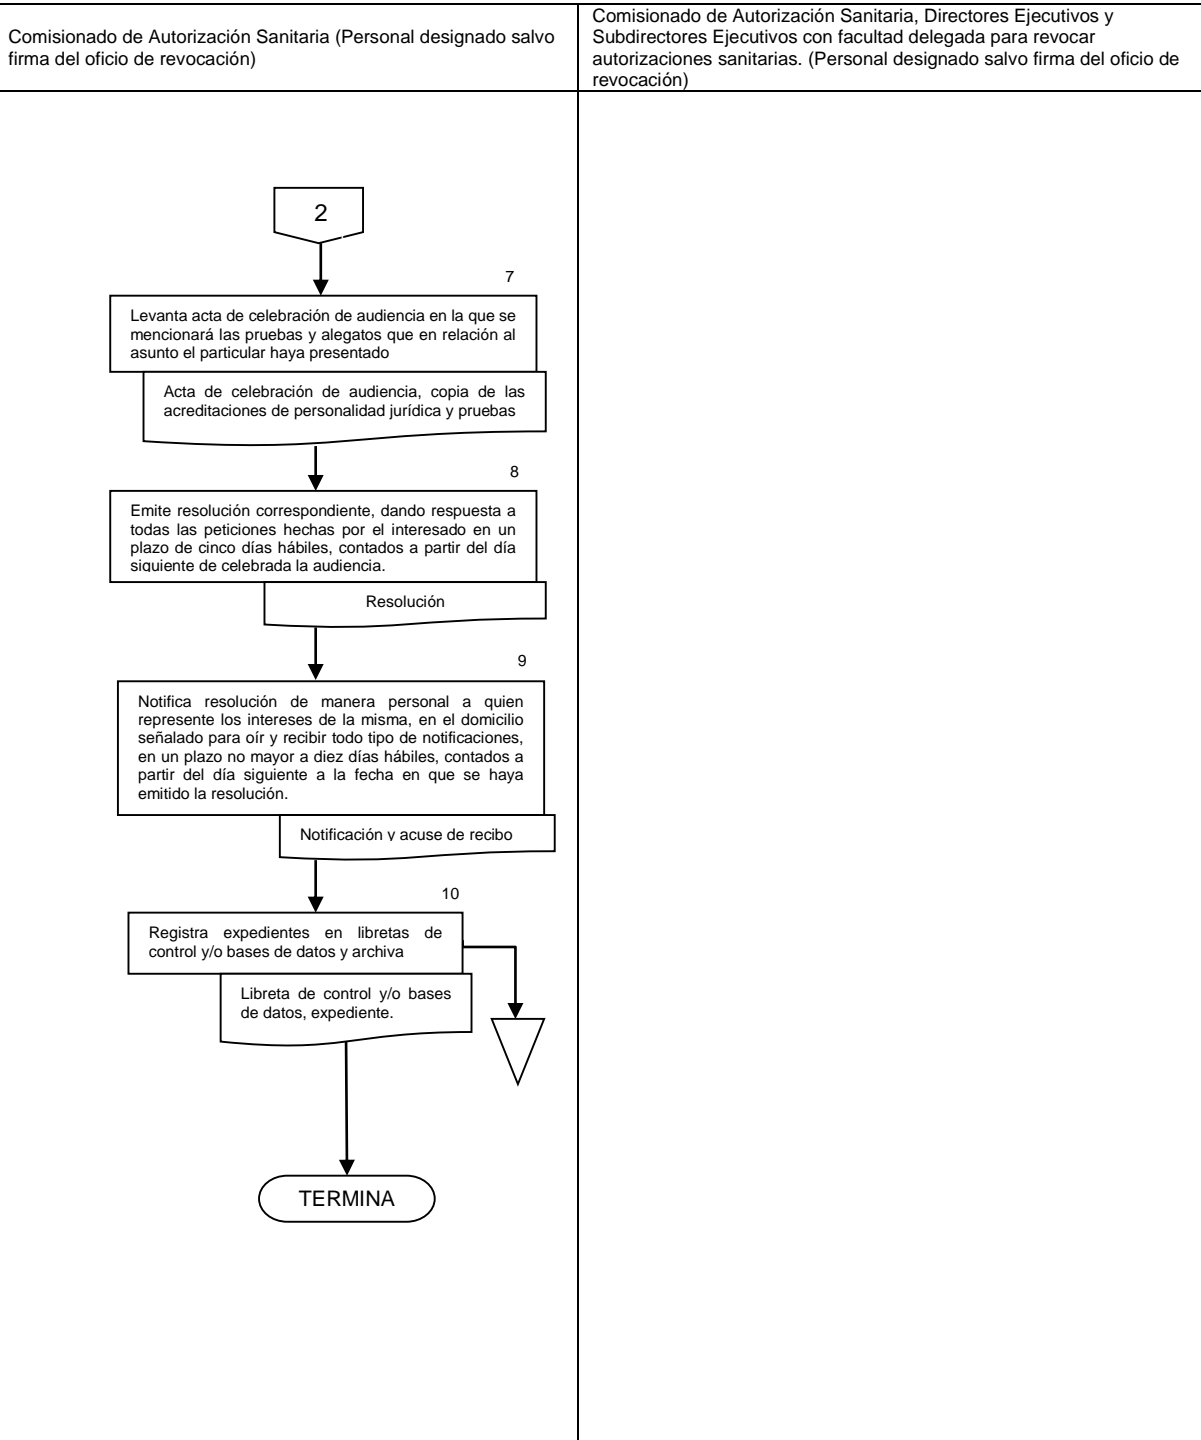 Comisionado de Autorización Sanitaria (Personal designado salvo
firma del oficio de revocación)
Comisionado de Autorización Sanitaria, Directores Ejecutivos y
Subdirectores Ejecutivos con facultad delegada para revocar
autorizaciones sanitarias. (Personal designado salvo firma del oficio de
revocación)
2
7
Levanta acta de celebración de audiencia en la que se
mencionará las pruebas y alegatos que en relación al
asunto el particular haya presentado
Acta de celebración de audiencia, copia de las
acreditaciones de personalidad jurídica y pruebas
8
Emite resolución correspondiente, dando respuesta a
todas las peticiones hechas por el interesado en un
plazo de cinco días hábiles, contados a partir del día
siguiente de celebrada la audiencia.
Resolución
9
Notifica resolución de manera personal a quien
represente los intereses de la misma, en el domicilio
señalado para oír y recibir todo tipo de notificaciones,
en un plazo no mayor a diez días hábiles, contados a
partir del día siguiente a la fecha en que se haya
emitido la resolución.
Notificación y acuse de recibo
10
Registra expedientes en libretas de
control y/o bases de datos y archiva
Libreta de control y/o bases
de datos, expediente.
TERMINA